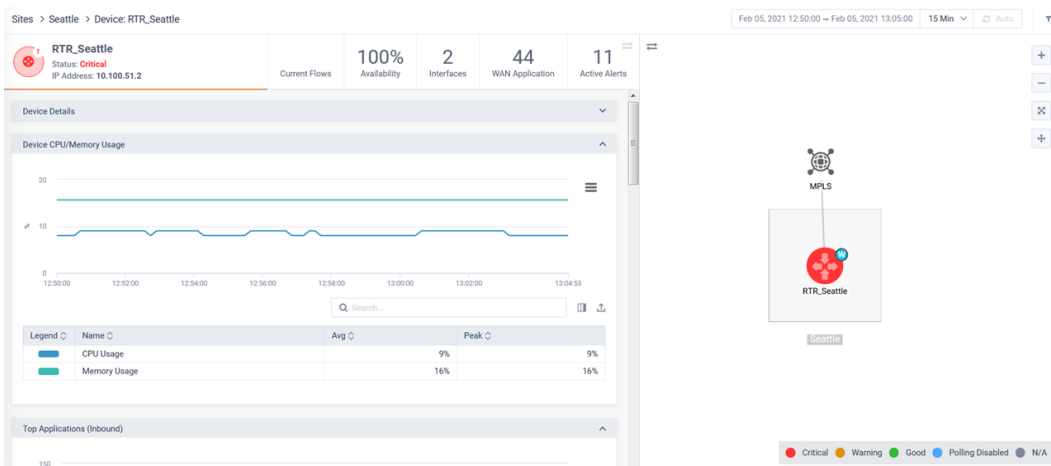 Sites > Seattle > Device: RTR_Seattle
Feb 05, 2021 12:50:00 – Feb 05, 2021 13:05:00 15 Min Auto
RTR_Seattle
Status: Critical
IP Address: 10.100.51.2
Current Flows
100%
Availability
2
Interfaces
44
WAN Application
11
Active Alerts
Device Details
Device CPU/Memory Usage
20
10
0
%
12:50:00 12:52:00 12:54:00 12:56:00 12:58:00 13:00:00 13:02:00 13:04:53
Search...
Legend Name Avg Peak
CPU Usage 9% 9%
Memory Usage 16% 16%
Top Applications (Inbound)
150
MPLS
W
RTR_Seattle
Seattle
Critical Warning Good Polling Disabled N/A